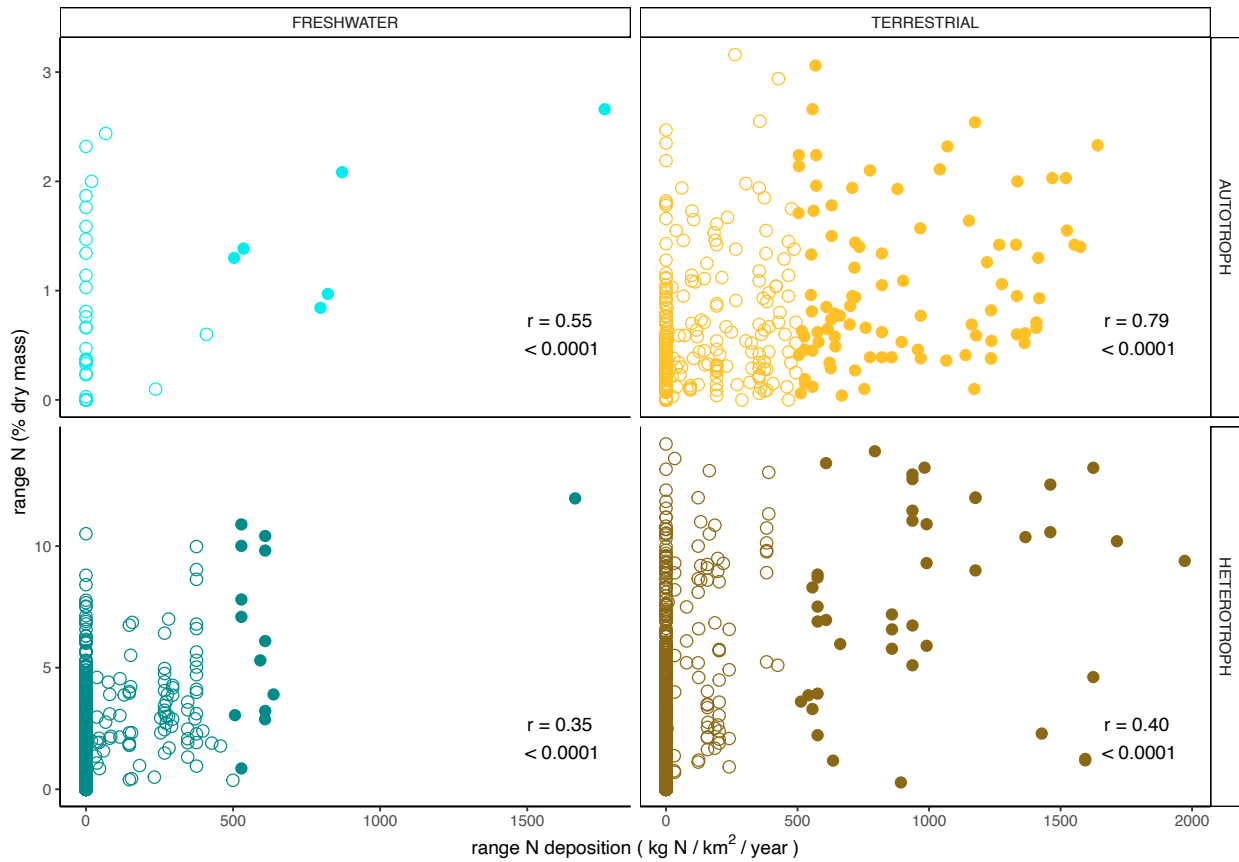 FRESHWATER
TERRESTRIAL
3
2
1
0
r = 0.55
< 0.0001
r = 0.79
< 0.0001
AUTOTROPH
range N (% dry mass)
10
5
0
r = 0.35
< 0.0001
r = 0.40
< 0.0001
HETEROTROPH
0 500 1000 1500
0 500 1000 1500 2000
range N deposition ( kg N / km² / year )